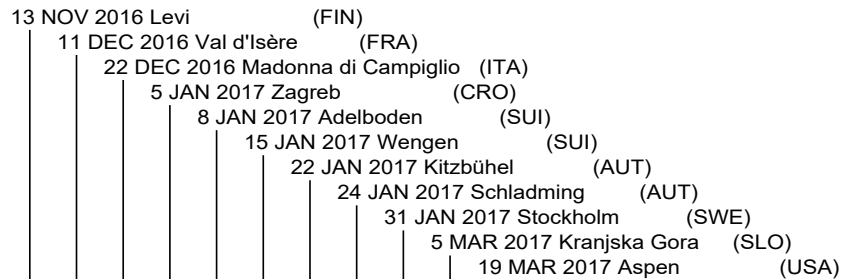 13 NOV 2016 Levi (FIN)
11 DEC 2016 Val d'Isère (FRA)
22 DEC 2016 Madonna di Campiglio (ITA)
5 JAN 2017 Zagreb (CRO)
8 JAN 2017 Adelboden (SUI)
15 JAN 2017 Wengen (SUI)
22 JAN 2017 Kitzbühel (AUT)
24 JAN 2017 Schladming (AUT)
31 JAN 2017 Stockholm (SWE)
5 MAR 2017 Kranjska Gora (SLO)
19 MAR 2017 Aspen (USA)